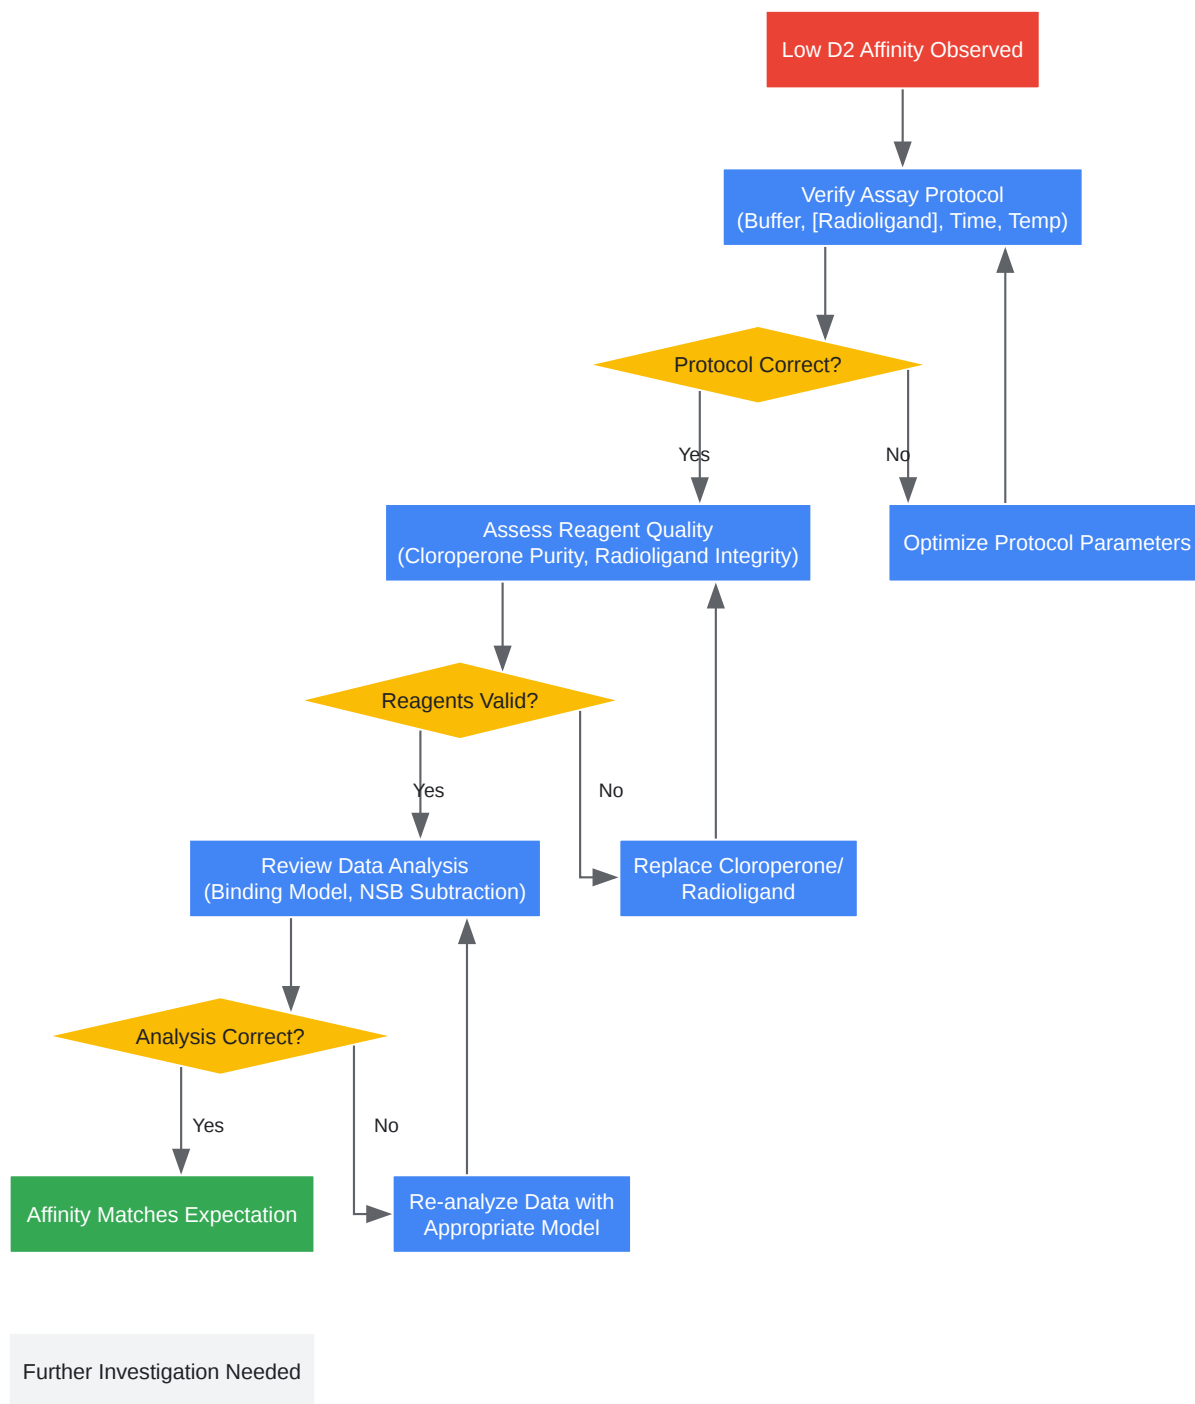 Low D2 Affinity Observed
Verify Assay Protocol
(Buffer, [Radioligand], Time, Temp)
Protocol Correct?
Yes
No
Assess Reagent Quality
(Cloroperone Purity, Radioligand Integrity)
Optimize Protocol Parameters
Reagents Valid?
Yes
No
Review Data Analysis
(Binding Model, NSB Subtraction)
Replace Cloroperone/
Radioligand
Analysis Correct?
Yes
No
Affinity Matches Expectation
Re-analyze Data with
Appropriate Model
Further Investigation Needed